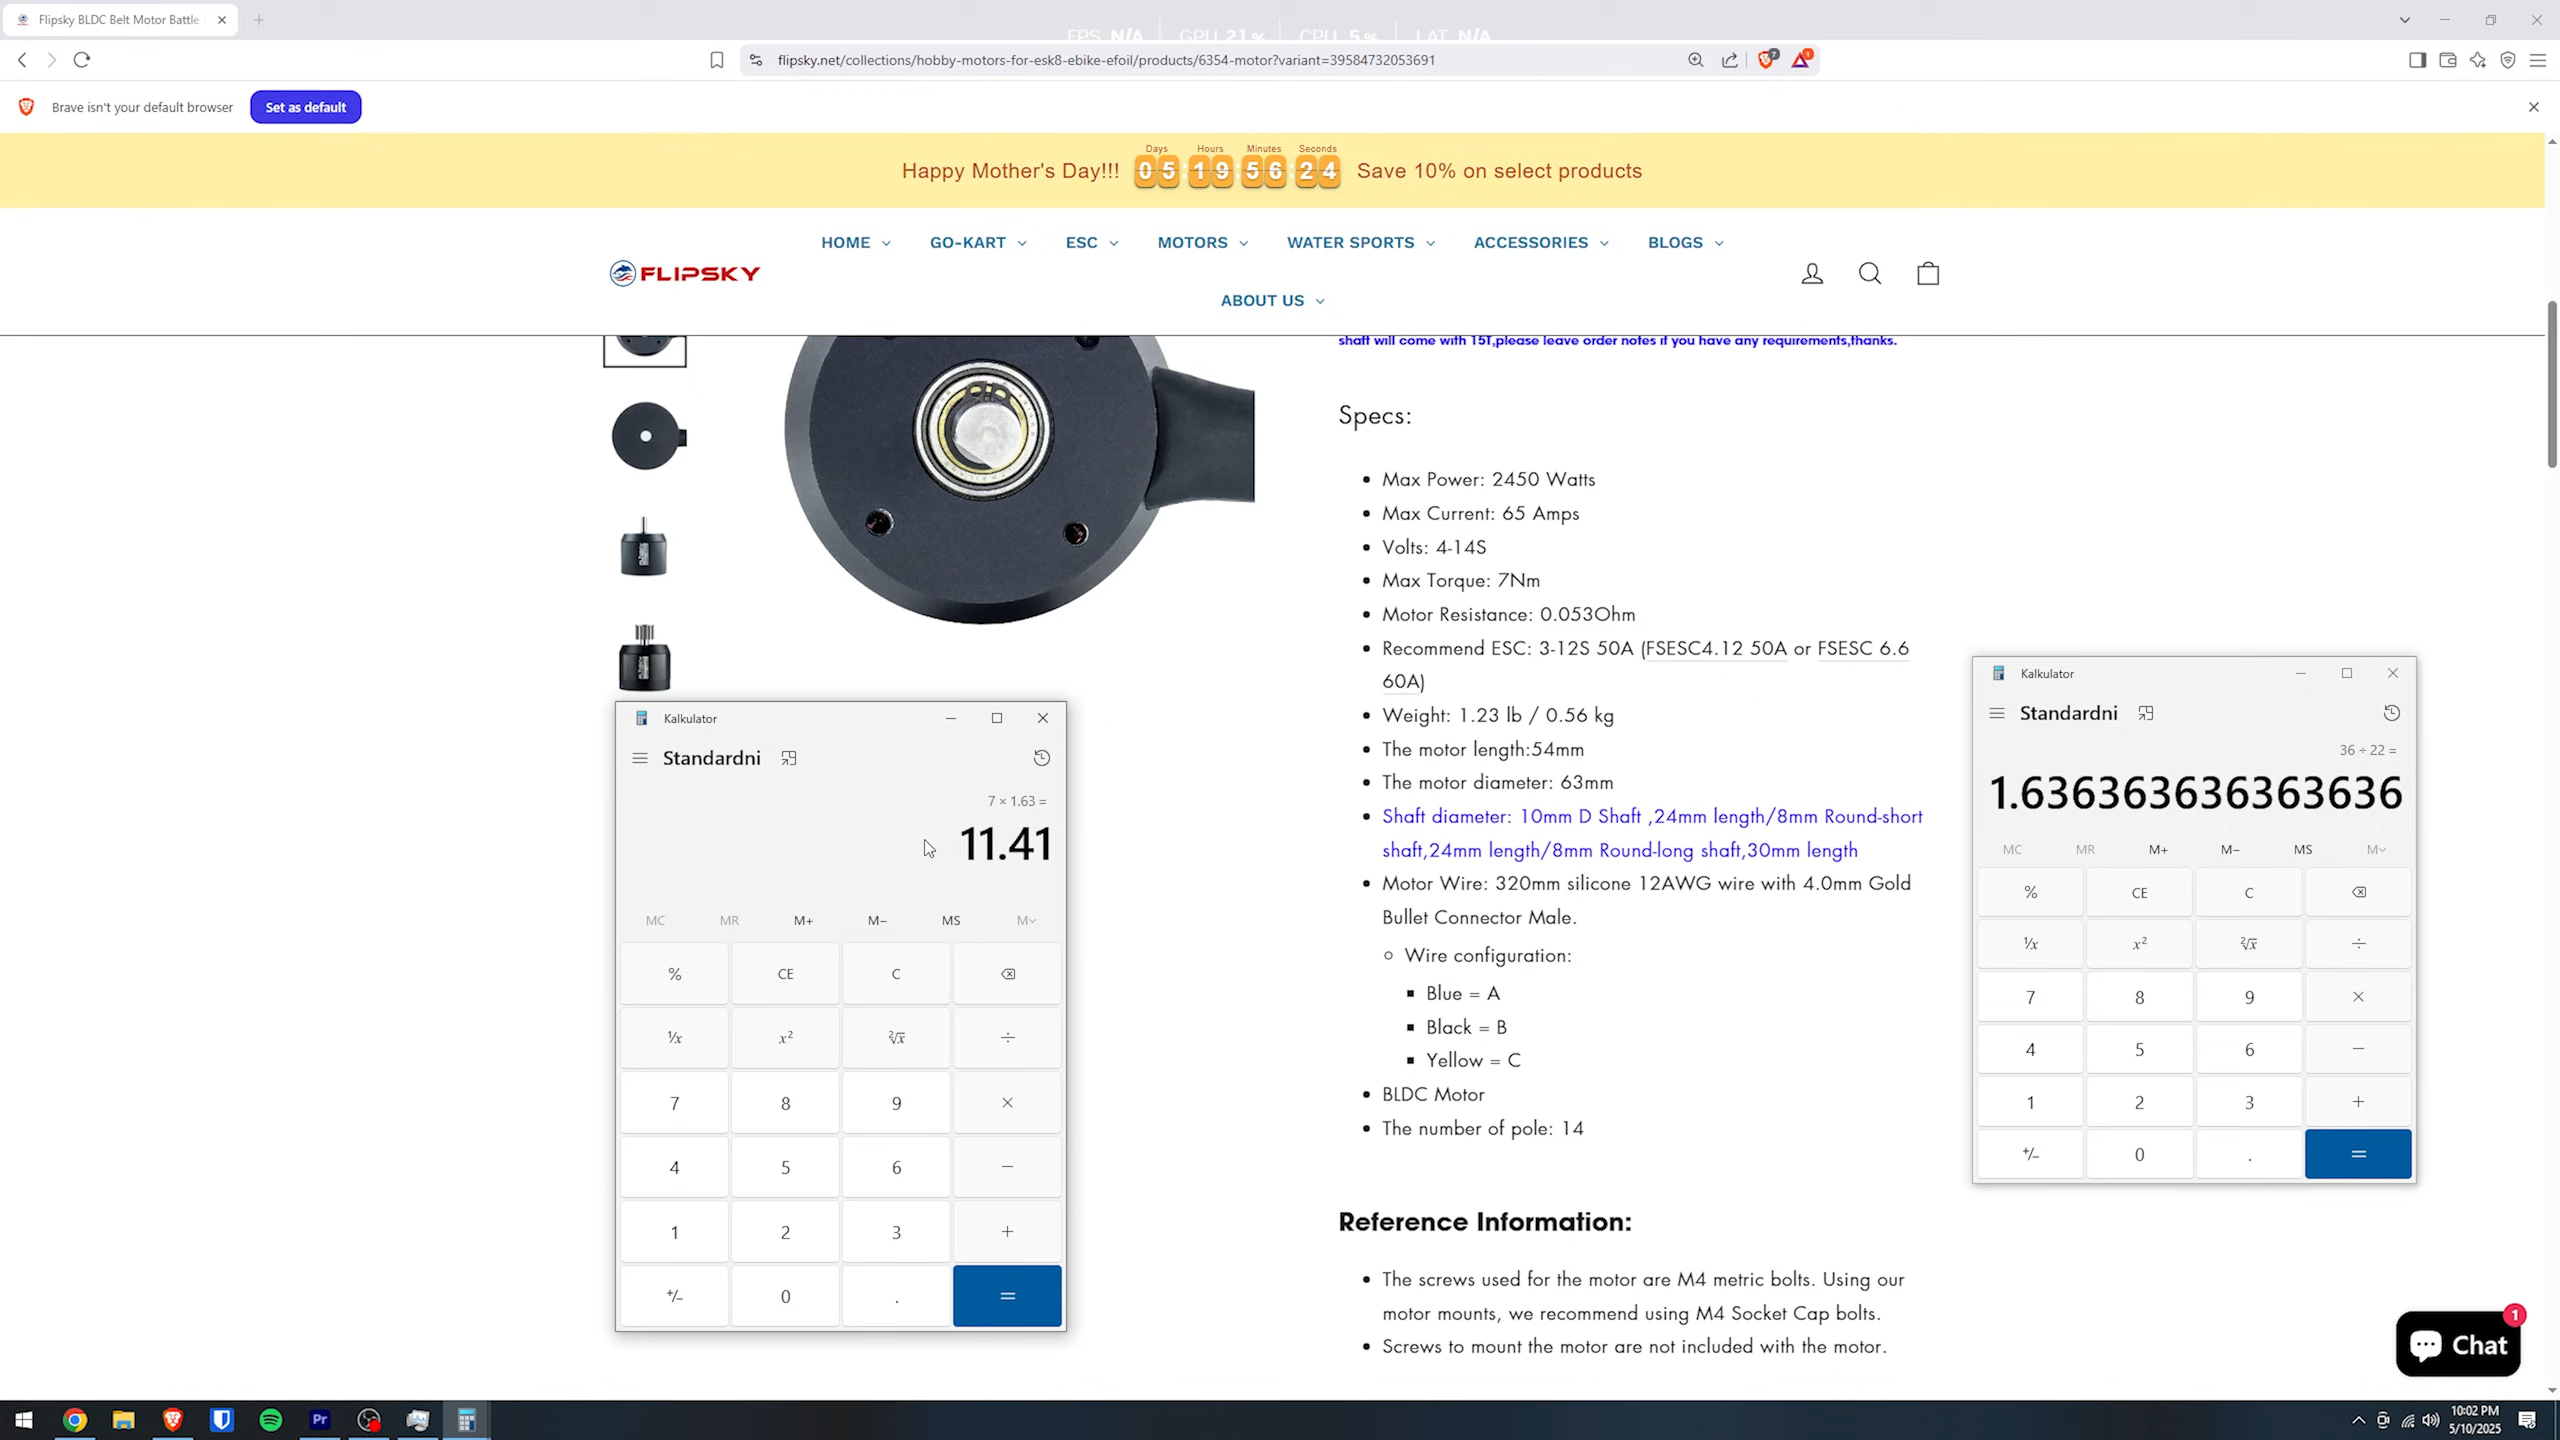 Flipsky BLDC Belt Motor Battle
FPS N/A GPU 21% CPU 5% LAT N/A
flipsky.net/collections/hobby-motors-for-esk8-ebike-efoil/products/6354-motor?variant=39584732053691
7
1
Brave isn't your default browser
Set as default
Happy Mother's Day!!!
Days Hours Minutes Seconds
05 : 19 : 56 : 24
Save 10% on select products
HOME GO-KART ESC MOTORS WATER SPORTS ACCESSORIES BLOGS
FLIPSKY
ABOUT US
shaft will come with 15T,please leave order notes if you have any requirements,thanks.
Specs:
• Max Power: 2450 Watts
• Max Current: 65 Amps
• Volts: 4-14S
• Max Torque: 7Nm
• Motor Resistance: 0.053Ohm
• Recommend ESC: 3-12S 50A (FSESC4.12 50A or FSESC 6.6
60A)
• Weight: 1.23 lb / 0.56 kg
• The motor length:54mm
• The motor diameter: 63mm
• Shaft diameter: 10mm D Shaft ,24mm length/8mm Round-short
shaft,24mm length/8mm Round-long shaft,30mm length
• Motor Wire: 320mm silicone 12AWG wire with 4.0mm Gold
Bullet Connector Male.
Wire configuration:
Blue = A
Black = B
Yellow = C
• BLDC Motor
• The number of pole: 14
Reference Information:
• The screws used for the motor are M4 metric bolts. Using our
motor mounts, we recommend using M4 Socket Cap bolts.
• Screws to mount the motor are not included with the motor.
Kalkulator
Standardni
7 × 1.63 =
11.41
MC MR M+ M− MS M
% CE C
¹/x x² ²√x ÷
7 8 9 ×
4 5 6 −
1 2 3 +
+/− 0 . =
Kalkulator
Standardni
36 ÷ 22 =
1.636363636363636
MC MR M+ M− MS M
% CE C
¹/x x² ²√x ÷
7 8 9 ×
4 5 6 −
1 2 3 +
+/− 0 . =
1
Chat
Pr
10:02 PM
5/10/2025